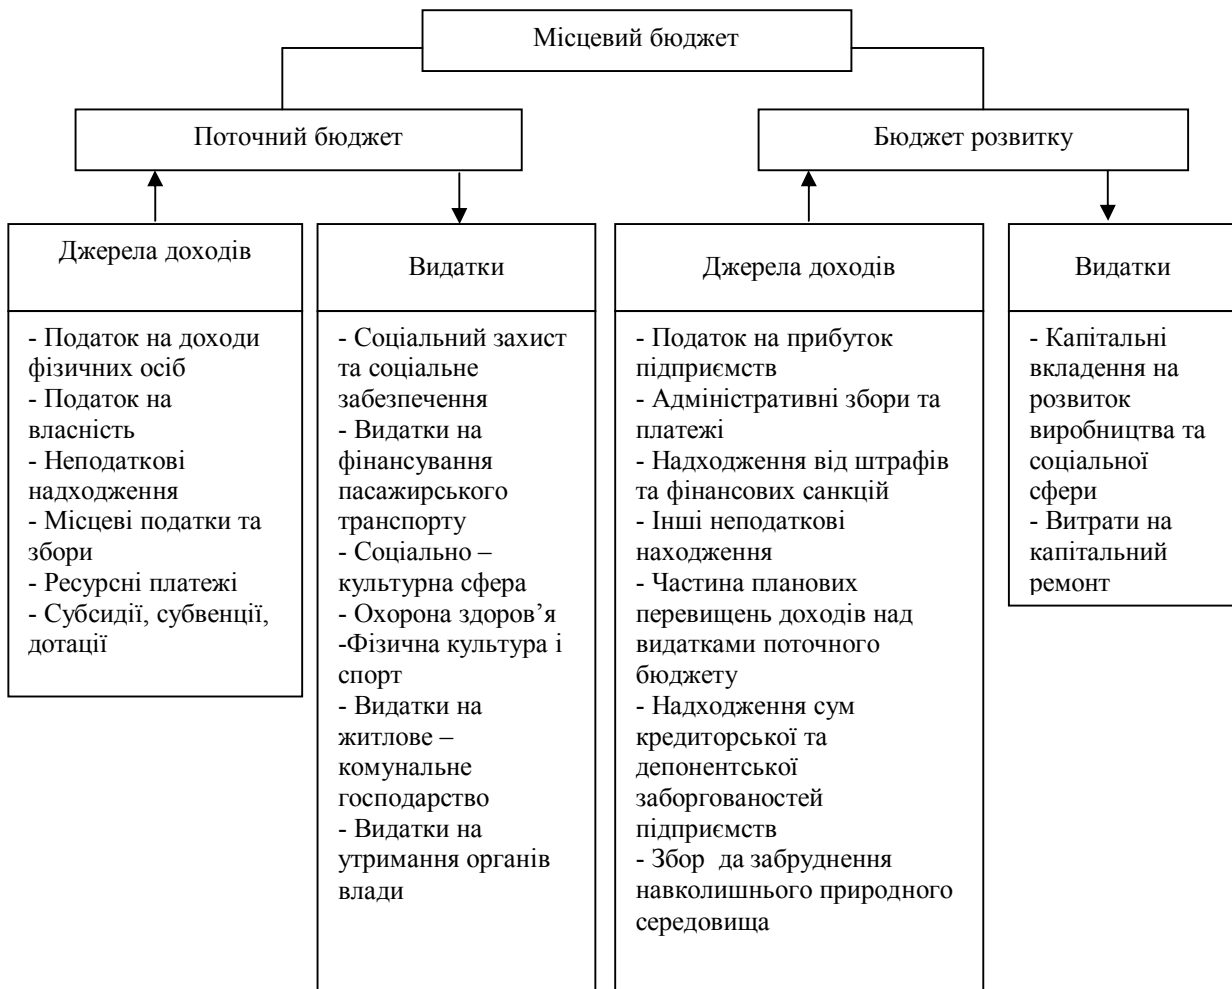 Місцевий бюджет
Поточний бюджет
Бюджет розвитку
Джерела доходів
- Податок на доходи
фізичних осіб
- Податок на
власність
- Неподаткові
надходження
- Місцеві податки та
збори
- Ресурсні платежі
- Субсидії, субвенції,
дотації
Видатки
- Соціальний захист
та соціальне
забезпечення
- Видатки на
фінансування
пасажирського
транспорту
- Соціально –
культурна сфера
- Охорона здоров’я
-Фізична культура і
спорт
- Видатки на
житлове –
комунальне
господарство
- Видатки на
утримання органів
влади
Джерела доходів
- Податок на прибуток
підприємств
- Адміністративні збори та
платежі
- Надходження від штрафів
та фінансових санкцій
- Інші неподаткові
находження
- Частина планових
перевищень доходів над
видатками поточного
бюджету
- Надходження сум
кредиторської та
депонентської
заборгованостей
підприємств
- Збор  да забруднення
навколишнього природного
середовища
Видатки
- Капітальні
вкладення на
розвиток
виробництва та
соціальної
сфери
- Витрати на
капітальний
ремонт